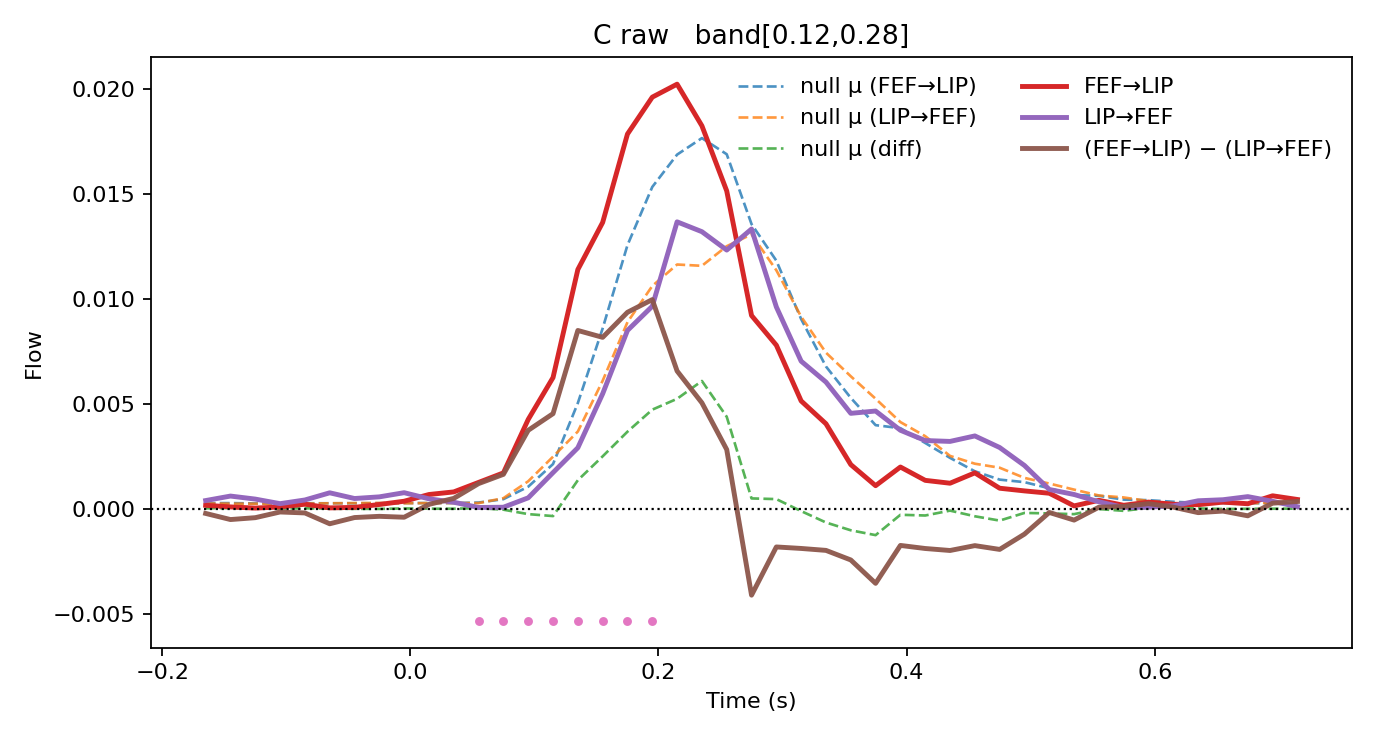 C raw   band[0.12,0.28]
null μ (FEF→LIP)
null μ (LIP→FEF)
null μ (diff)
FEF→LIP
LIP→FEF
(FEF→LIP) − (LIP→FEF)
Flow
0.020
0.015
0.010
0.005
0.000
−0.005
−0.2
0.0
0.2
0.4
0.6
Time (s)